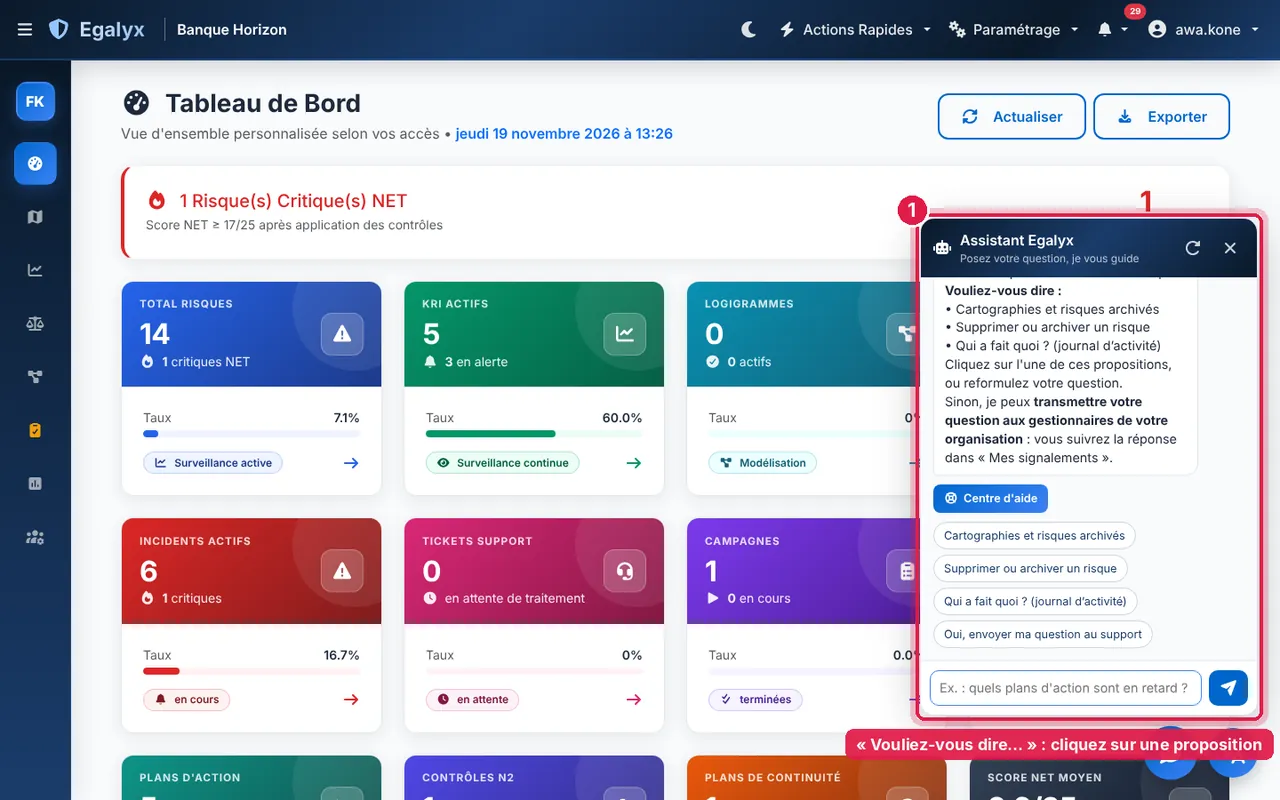 Egalyx
Banque Horizon
Actions Rapides
Paramétrage
29
awa.kone
FK
Tableau de Bord
Vue d'ensemble personnalisée selon vos accès • jeudi 19 novembre 2026 à 13:26
Actualiser
Exporter
1 Risque(s) Critique(s) NET
Score NET ≥ 17/25 après application des contrôles
1
TOTAL RISQUES
14
1 critiques NET
Taux
7.1%
Surveillance active
KRI ACTIFS
5
3 en alerte
Taux
60.0%
Surveillance continue
LOGIGRAMMES
0
0 actifs
Taux
Modélisation
INCIDENTS ACTIFS
6
1 critiques
Taux
16.7%
en cours
TICKETS SUPPORT
0
en attente de traitement
Taux
0%
en attente
CAMPAGNES
1
0 en cours
Taux
terminées
PLANS D'ACTION
CONTRÔLES N2
PLANS DE CONTINUITÉ
SCORE NET MOYEN
1
Assistant Egalyx
Posez votre question, je vous guide
Vouliez-vous dire :
• Cartographies et risques archivés
• Supprimer ou archiver un risque
• Qui a fait quoi ? (journal d’activité)
Cliquez sur l'une de ces propositions,
ou reformulez votre question.
Sinon, je peux transmettre votre
question aux gestionnaires de votre
organisation : vous suivrez la réponse
dans « Mes signalements ».
Centre d'aide
Cartographies et risques archivés
Supprimer ou archiver un risque
Qui a fait quoi ? (journal d’activité)
Oui, envoyer ma question au support
Ex. : quels plans d'action sont en retard ?
« Vouliez-vous dire… » : cliquez sur une proposition